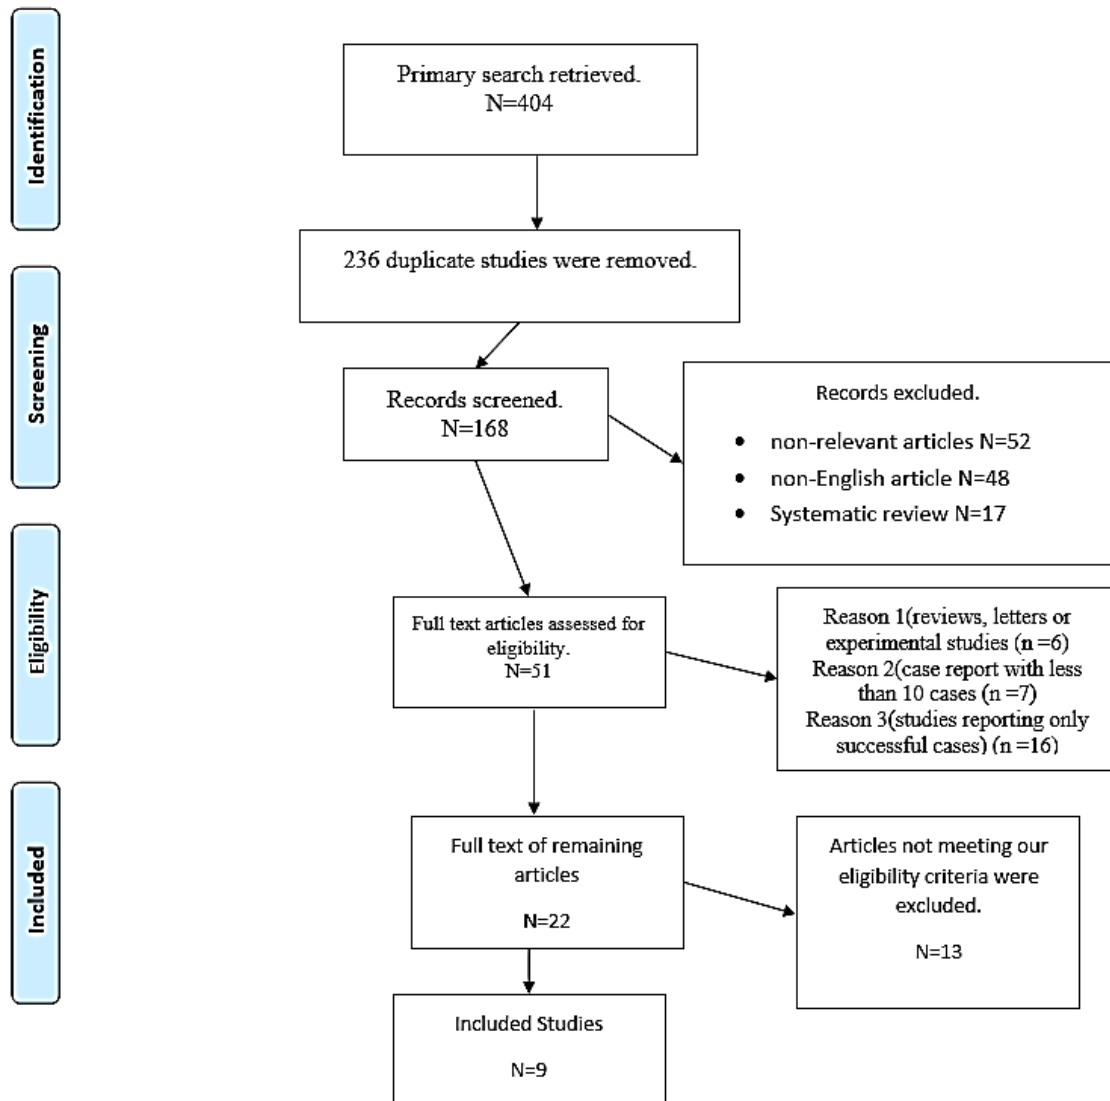 Identification
Primary search retrieved.
N=404
236 duplicate studies were removed.
Screening
Records screened.
N=168
Records excluded.
• non-relevant articles N=52
• non-English article N=48
• Systematic review N=17
Eligibility
Full text articles assessed for
eligibility.
N=51
Reason 1(reviews, letters or
experimental studies (n =6)
Reason 2(case report with less
than 10 cases (n =7)
Reason 3(studies reporting only
successful cases) (n =16)
Included
Full text of remaining
articles
N=22
Articles not meeting our
eligibility criteria were
excluded.
N=13
Included Studies
N=9